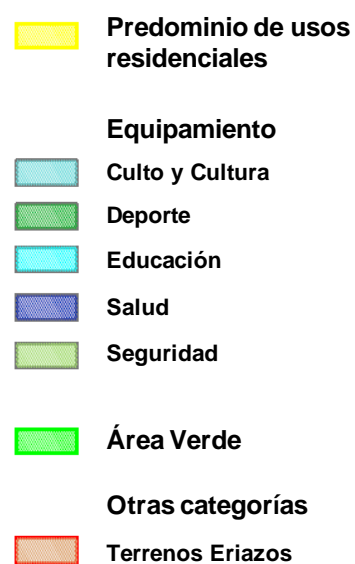 Predominio de usos
residenciales
Equipamiento
Culto y Cultura
Deporte
Educación
Salud
Seguridad
Área Verde
Otras categorías
Terrenos Eriazos